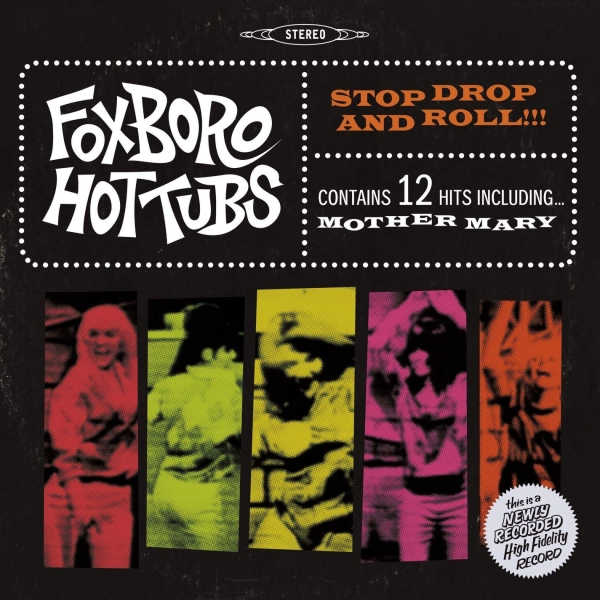 STEREO
FOXBORO
HOT TUBS
STOP DROP
AND ROLL!!!
CONTAINS 12 HITS INCLUDING...
MOTHER MARY
this is a
NEWLY
RECORDED
High Fidelity
RECORD